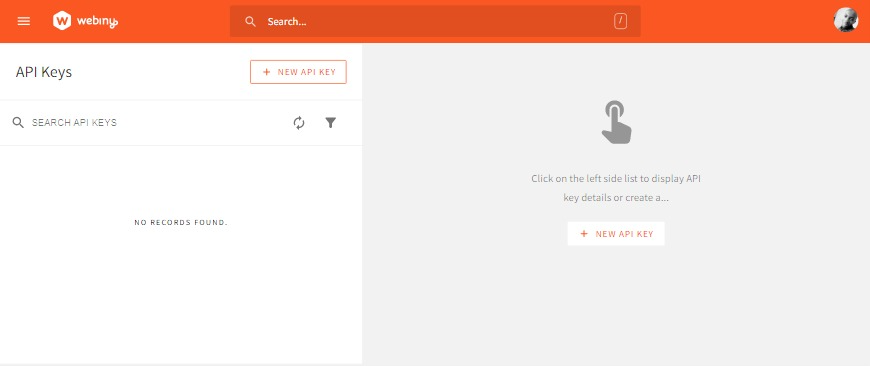 webiny
Search...
/
API Keys
+ NEW API KEY
SEARCH API KEYS
NO RECORDS FOUND.
Click on the left side list to display API
key details or create a...
+ NEW API KEY